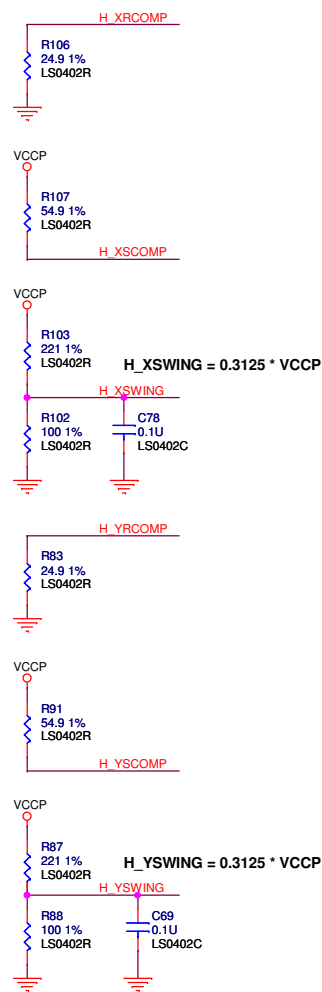 H_XRCOMP
R106
24.9 1%
LS0402R
VCCP
R107
54.9 1%
LS0402R
H_XSCOMP
VCCP
R103
221 1%
LS0402R
H_XSWING = 0.3125 * VCCP
H_XSWING
R102
100 1%
LS0402R
C78
0.1U
LS0402C
H_YRCOMP
R83
24.9 1%
LS0402R
VCCP
R91
54.9 1%
LS0402R
H_YSCOMP
VCCP
R87
221 1%
LS0402R
H_YSWING = 0.3125 * VCCP
H_YSWING
R88
100 1%
LS0402R
C69
0.1U
LS0402C